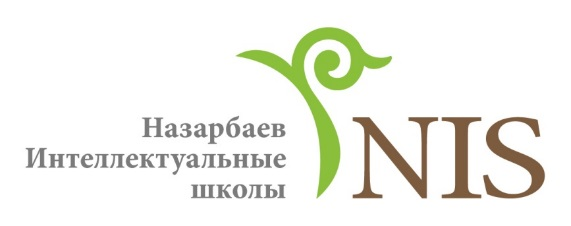 Назарбаев
Интеллектуальные
школы
NIS